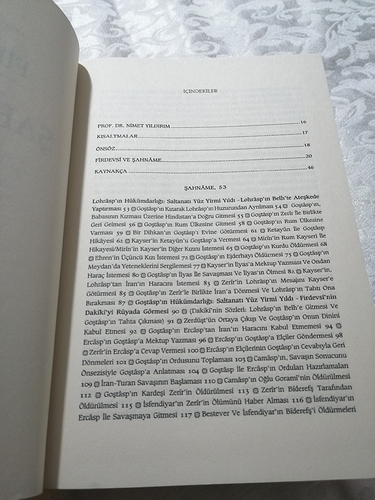 İÇİNDEKİLER
PROF. DR. NİMET YILDIRIM 16
KISALTMALAR 17
ÖNSÖZ 18
FİRDEVSÎ VE ŞAHNÂME 20
KAYNAKÇA 46
ŞAHNÂME, 53
Lohrâsp'ın Hükümdarlığı: Saltanatı Yüz Yirmi Yıldı - Lohrâsp'ın Belh'te Ateşkede
Yaptırması 53 Goştâsp'ın Kızarak Lohrâsp'ın Huzurundan Ayrılması 54 Goştâsp'ın,
Babasının Kızması Üzerine Hindistan'a Doğru Gitmesi 55 Goştâsp'ın Zerîr İle Birlikte
Geri Gelmesi 56 Goştâsp'ın Rum Ülkesine Gitmesi 58 Goştâsp'ın Rum Ülkesine
Varması 59 Bir Dihkan'ın Goştâsp'ı Evine Götürmesi 61 Ketayûn İle Goştâsp
Hikâyesi 61 Kayser'in Ketayûn'u Goştâsp'a Vermesi 64 Mîrîn'in Rum Kayseri İle
Hikayesi/Mîrîn'in Kayser'in Diğer Kızını İstemesi 65 Goştâsp'ın Kurdu Öldürmesi 68
Ehren'in Üçüncü Kızı İstemesi 72 Goştâsp'ın Ejderhayı Öldürmesi 75 Goştâsp'ın
Meydan'da Yeteneklerini Sergilemesi 77 Kayser'in İlyas'a Mektup Yazması Ve Ondan
Haraç İstemesi 80 Goştâsp'ın İlyas İle Savaşması Ve İlyas'ın Ölmesi 82 Kayser'in,
Lohrâsp'tan İran'ın Haracını İstemesi 83 Zerîr'in Lohrâsp'ın Mesajını Kayser'e
Götürmesi 85 Goştâsp'ın Zerîr'le Birlikte İran'a Dönmesi Ve Lohrâsp'ın Tahtı Ona
Bırakması 87 Goştâsp'ın Hükümdarlığı: Saltanatı Yüz Yirmi Yıldı - Firdevsî'nin
Dakîkî'yi Rüyada Görmesi 90 (Dakîkî'nin Sözleri: Lohrâsp'ın Belh'e Gitmesi Ve
Goştâsp'ın Tahta Çıkması) 91 Zerdüşt'ün Ortaya Çıkışı Ve Goştâsp'ın Onun Dinini
Kabul Etmesi 92 Goştâsp'ın Ercâsp'tan İran'ın Haracını Kabul Etmemesi 94
Ercâsp'ın Goştâsp'a Mektup Yazması 96 Ercâsp'ın Goştâsp'a Elçiler Göndermesi 98
Zerîr'in Ercâsp'a Cevap Vermesi 100 Ercâsp'ın Elçilerinin Goştâsp'ın Cevabıyla Geri
Dönmeleri 101 Goştâsp'ın Ordusunu Toplaması 103 Camâsp'ın, Savaşın Sonucunu
Önsezisiyle Goştâsp'a Anlatması 104 Goştâsp İle Ercâsp'ın Orduları Hazırlamaları
109 İran-Turan Savaşının Başlaması 110 Camâsp'ın Oğlu Goramî'nin Öldürülmesi
112 Goştâsp'ın Kardeşi Zerîr'in Öldürülmesi 113 Zerîr'in Biderefş Tarafından
Öldürülmesi 115 İsfendiyar'ın Zerîr'in Ölümünü Haber Alması 116 İsfendiyar'ın
Ercâsp İle Savaşmaya Gitmesi 117 Bestever Ve İsfendiyar'ın Biderefş'i Öldürmeleri